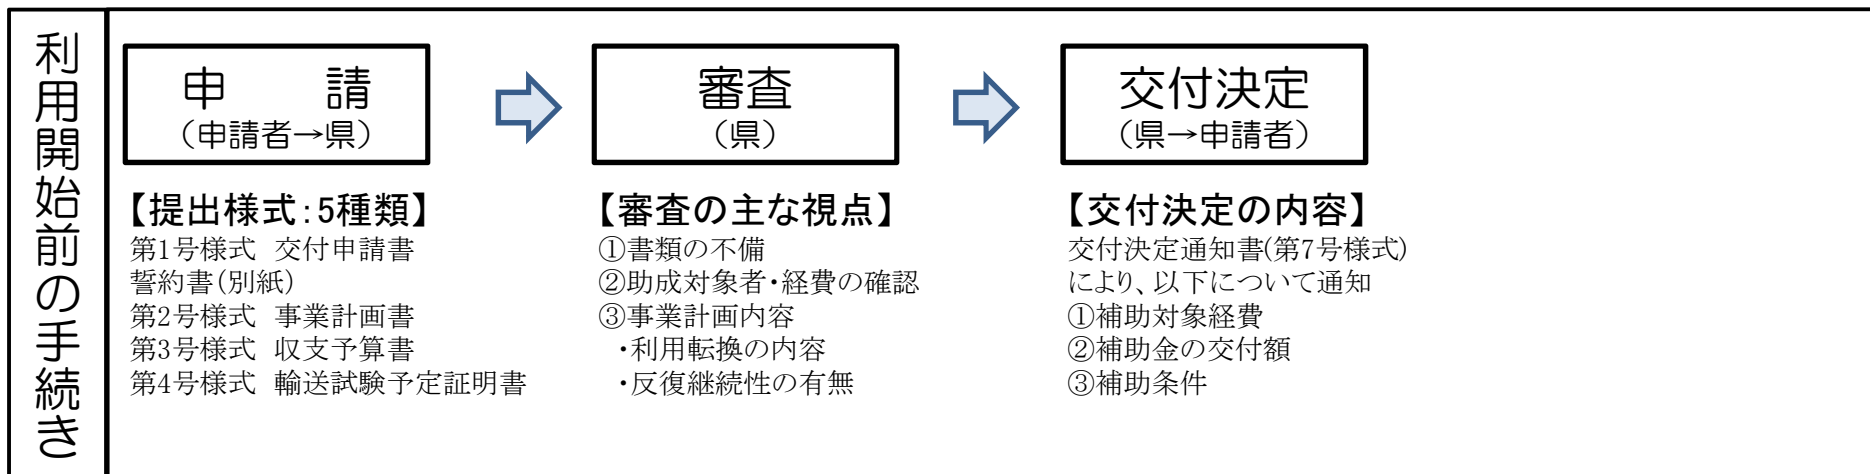 利用開始前の手続き
申　請
（申請者→県）
【提出様式:5種類】
第1号様式 交付申請書
誓約書（別紙）
第2号様式 事業計画書
第3号様式 収支予算書
第4号様式 輸送試験予定証明書
審査
（県）
【審査の主な視点】
①書類の不備
②助成対象者・経費の確認
③事業計画内容
・利用転換の内容
・反復継続性の有無
交付決定
（県→申請者）
【交付決定の内容】
交付決定通知書(第7号様式)
により、以下について通知
①補助対象経費
②補助金の交付額
③補助条件